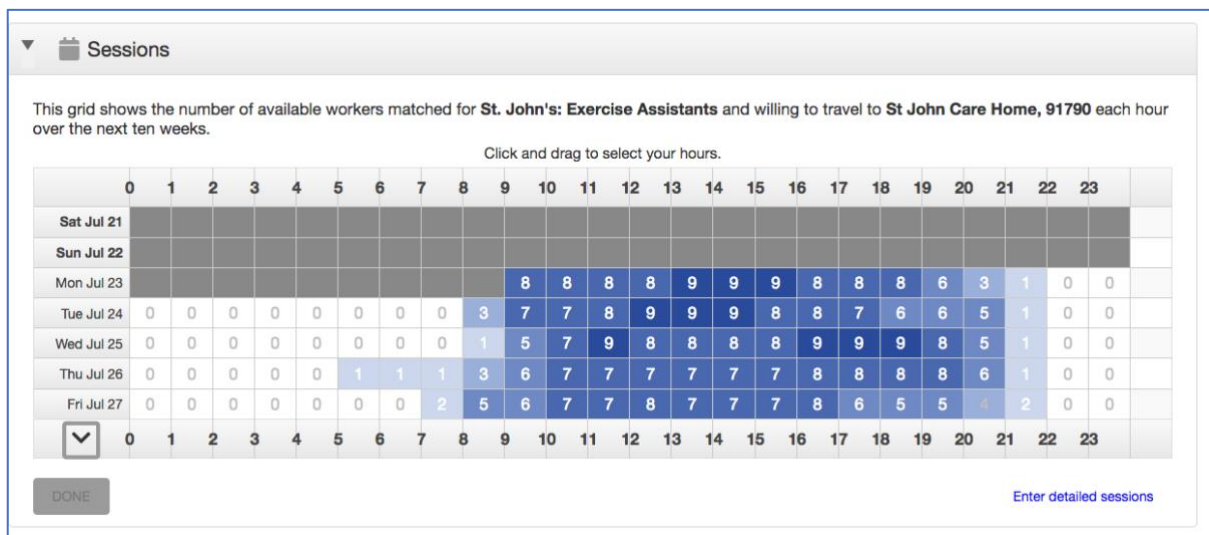 Sessions
This grid shows the number of available workers matched for St. John's: Exercise Assistants and willing to travel to St John Care Home, 91790 each hour
over the next ten weeks.
Click and drag to select your hours.
0 1 2 3 4 5 6 7 8 9 10 11 12 13 14 15 16 17 18 19 20 21 22 23
Sat Jul 21
Sun Jul 22
Mon Jul 23 8 8 8 8 9 9 9 8 8 8 6 3 1 0 0
Tue Jul 24 0 0 0 0 0 0 0 0 3 7 7 8 9 9 9 8 8 7 6 6 5 1 0 0
Wed Jul 25 0 0 0 0 0 0 0 0 1 5 7 9 8 8 8 8 9 9 9 8 5 1 0 0
Thu Jul 26 0 0 0 0 0 1 1 1 3 6 7 7 7 7 7 7 8 8 8 8 6 1 0 0
Fri Jul 27 0 0 0 0 0 0 0 2 5 6 7 7 8 7 7 7 8 6 5 5 4 2 0 0
0 1 2 3 4 5 6 7 8 9 10 11 12 13 14 15 16 17 18 19 20 21 22 23
DONE
Enter detailed sessions